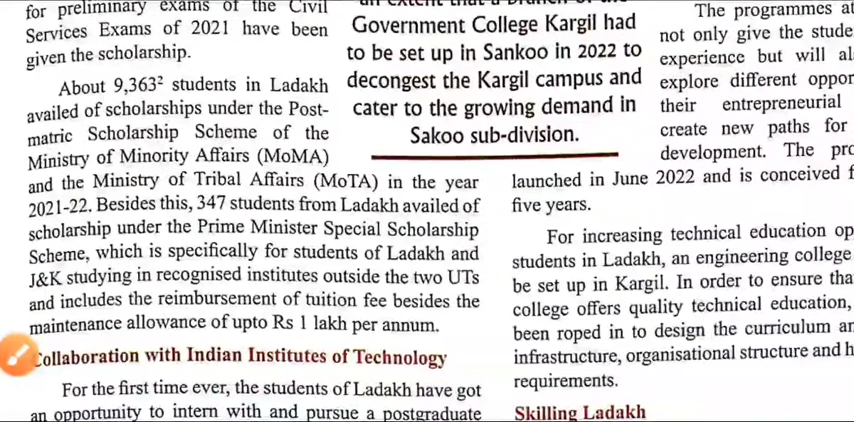 for preliminary exams of the Civil
Services Exams of 2021 have been
given the scholarship.
About 9,363² students in Ladakh
availed of scholarships under the Post-
matric Scholarship Scheme of the
Ministry of Minority Affairs (MoMA)
and the Ministry of Tribal Affairs (MoTA) in the year
2021-22. Besides this, 347 students from Ladakh availed of
scholarship under the Prime Minister Special Scholarship
Scheme, which is specifically for students of Ladakh and
J&K studying in recognised institutes outside the two UTs
and includes the reimbursement of tuition fee besides the
maintenance allowance of upto Rs 1 lakh per annum.
Collaboration with Indian Institutes of Technology
For the first time ever, the students of Ladakh have got
an opportunity to intern with and pursue a postgraduate
an extent that a Branch of the
Government College Kargil had
to be set up in Sankoo in 2022 to
decongest the Kargil campus and
cater to the growing demand in
Sakoo sub-division.
The programmes at
not only give the stude
experience but will al
explore different oppor
their entrepreneurial
create new paths for
development. The pro
launched in June 2022 and is conceived f
five years.
For increasing technical education op
students in Ladakh, an engineering college
be set up in Kargil. In order to ensure tha
college offers quality technical education,
been roped in to design the curriculum an
infrastructure, organisational structure and h
requirements.
Skilling Ladakh